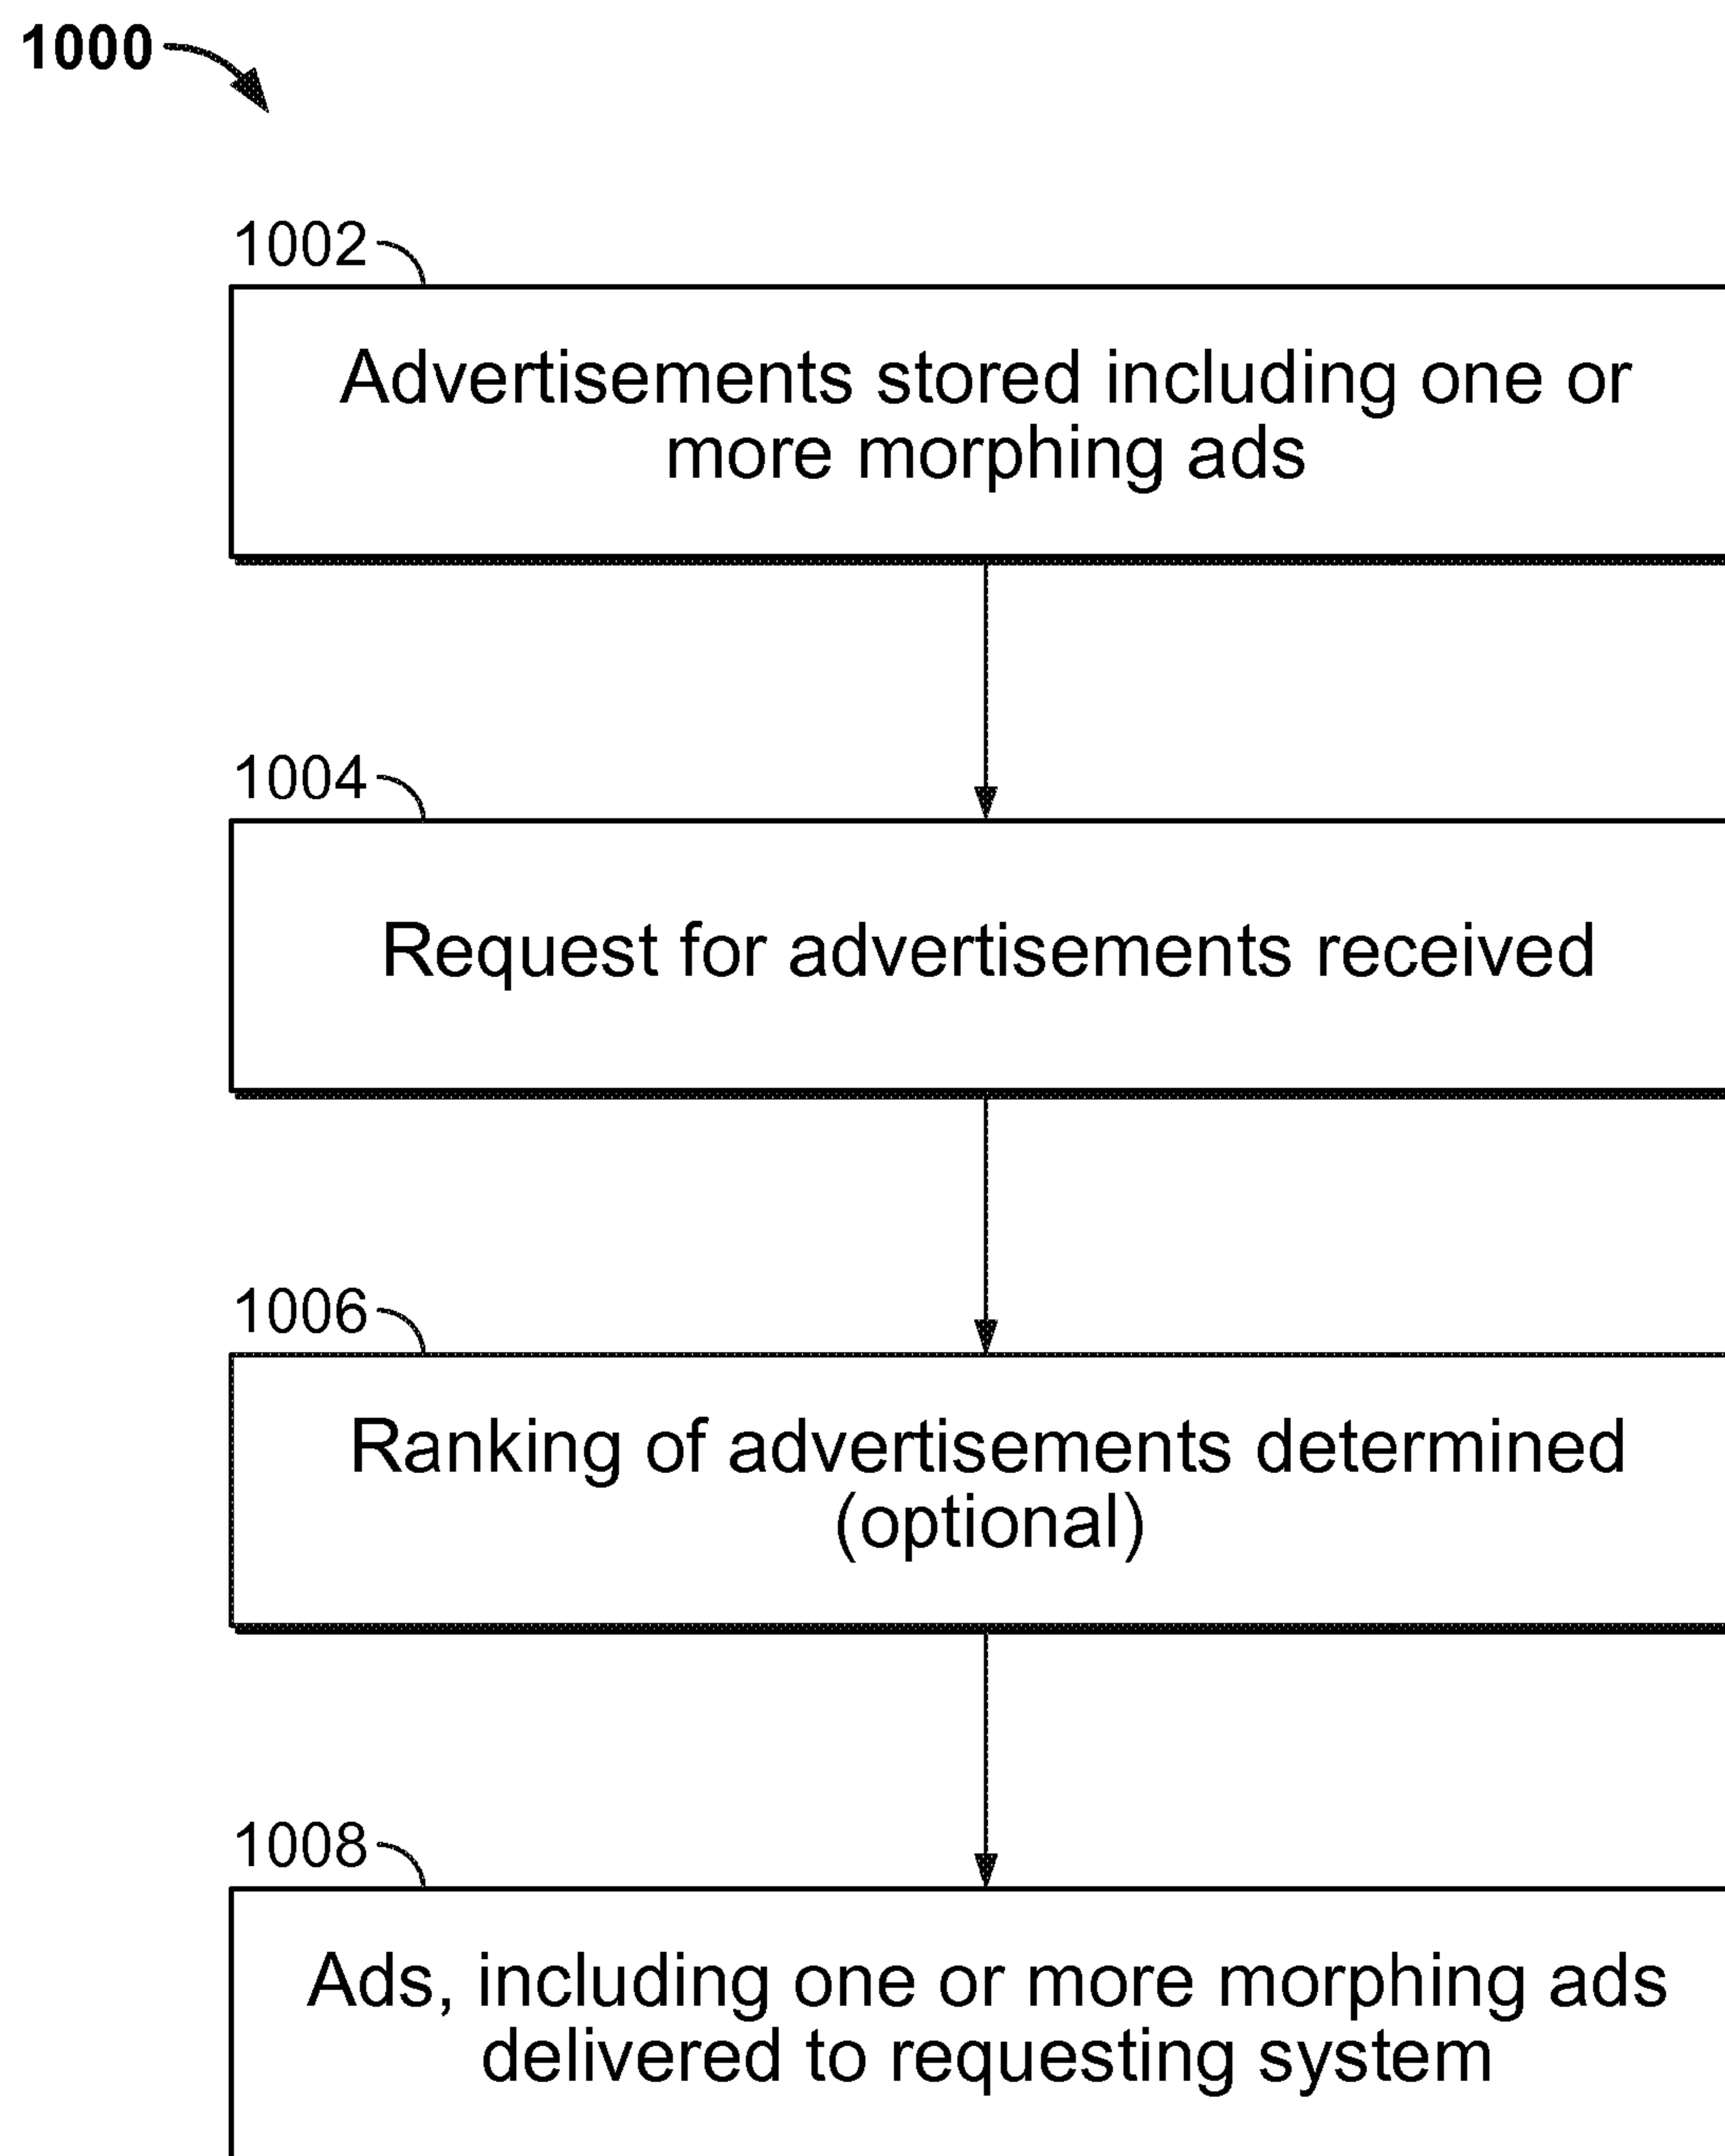 1000
1002
Advertisements stored including one or
more morphing ads
1004
Request for advertisements received
1006
Ranking of advertisements determined
(optional)
1008
Ads, including one or more morphing ads
delivered to requesting system